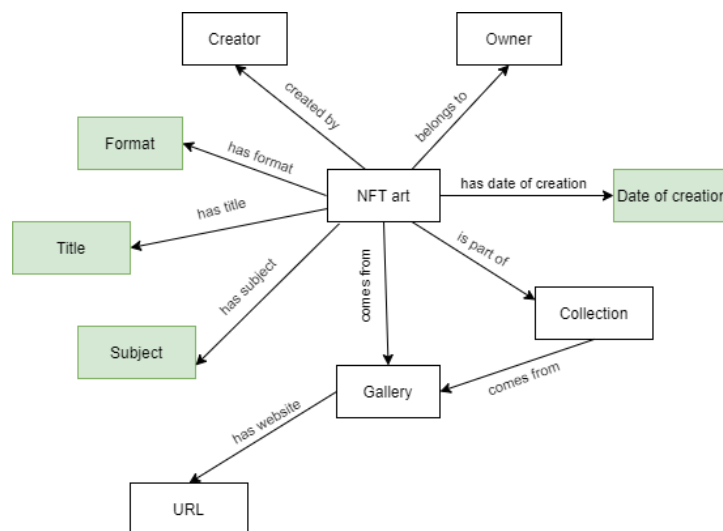 Creator
Owner
created by
belongs to
Format
has format
NFT art
has date of creation
Date of creation
has title
Title
is part of
has subject
comes from
Collection
Subject
Gallery
comes from
has website
URL